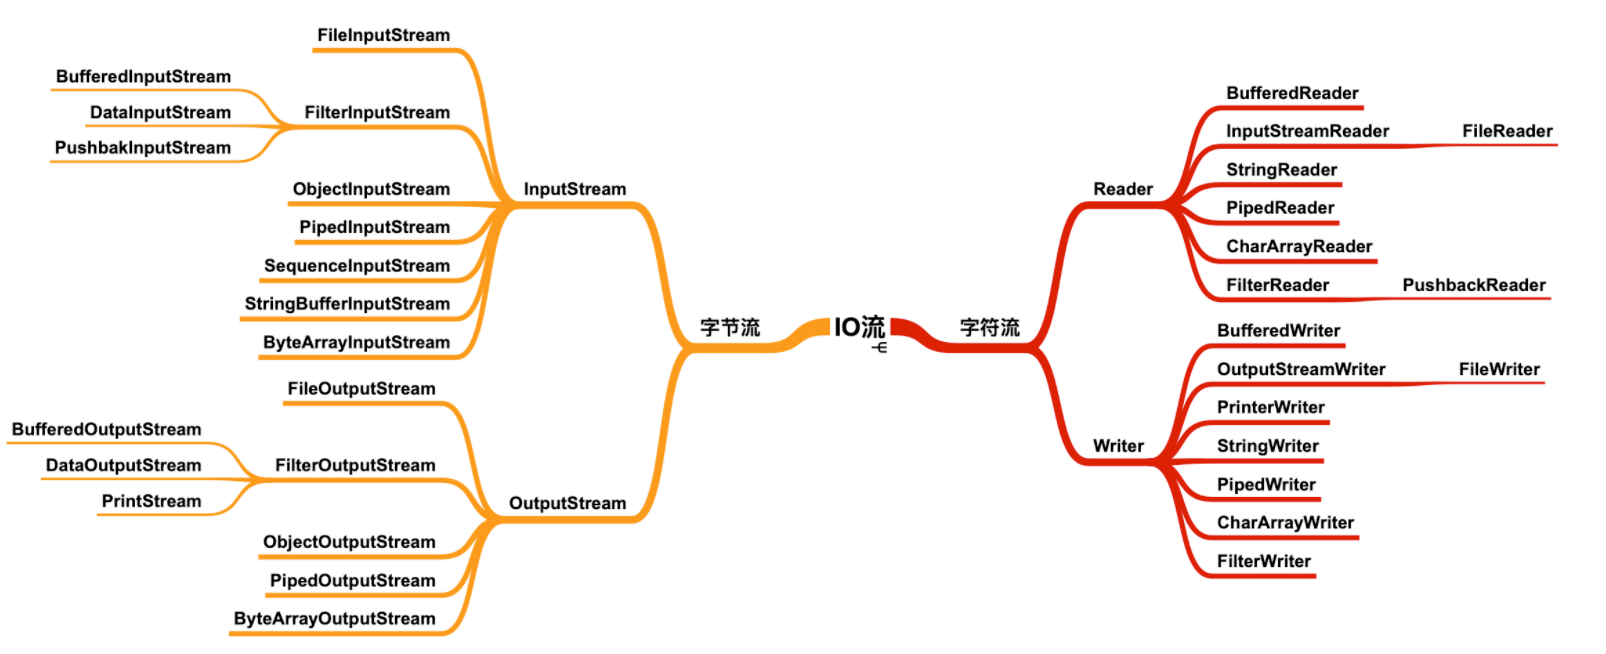 IO流
字节流
InputStream
FileInputStream
FilterInputStream
BufferedInputStream
DataInputStream
PushbakInputStream
ObjectInputStream
PipedInputStream
SequenceInputStream
StringBufferInputStream
ByteArrayInputStream
OutputStream
FileOutputStream
FilterOutputStream
BufferedOutputStream
DataOutputStream
PrintStream
ObjectOutputStream
PipedOutputStream
ByteArrayOutputStream
字符流
Reader
BufferedReader
InputStreamReader
FileReader
StringReader
PipedReader
CharArrayReader
FilterReader
PushbackReader
Writer
BufferedWriter
OutputStreamWriter
FileWriter
PrinterWriter
StringWriter
PipedWriter
CharArrayWriter
FilterWriter